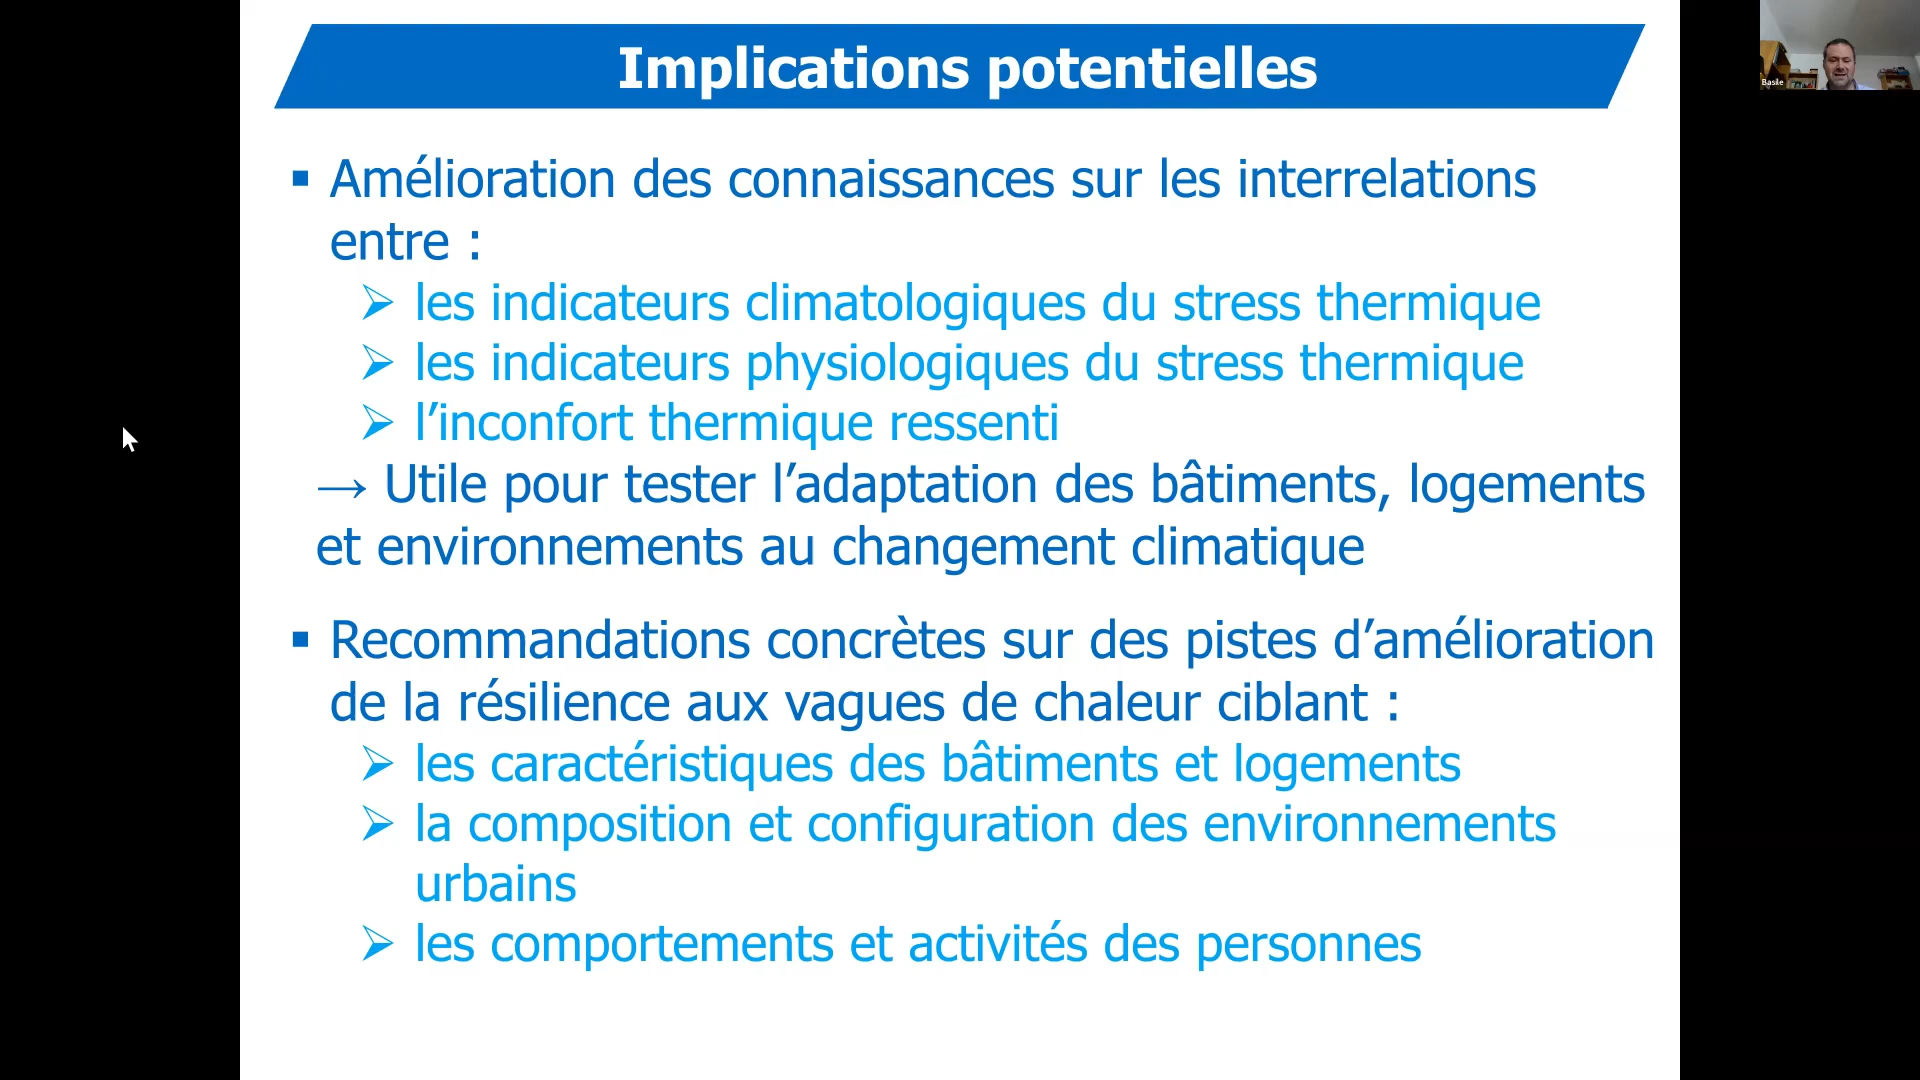 Implications potentielles
Basile
▪ Amélioration des connaissances sur les interrelations
entre :
➢ les indicateurs climatologiques du stress thermique
➢ les indicateurs physiologiques du stress thermique
➢ l’inconfort thermique ressenti
→ Utile pour tester l’adaptation des bâtiments, logements
et environnements au changement climatique
▪ Recommandations concrètes sur des pistes d’amélioration
de la résilience aux vagues de chaleur ciblant :
➢ les caractéristiques des bâtiments et logements
➢ la composition et configuration des environnements
urbains
➢ les comportements et activités des personnes